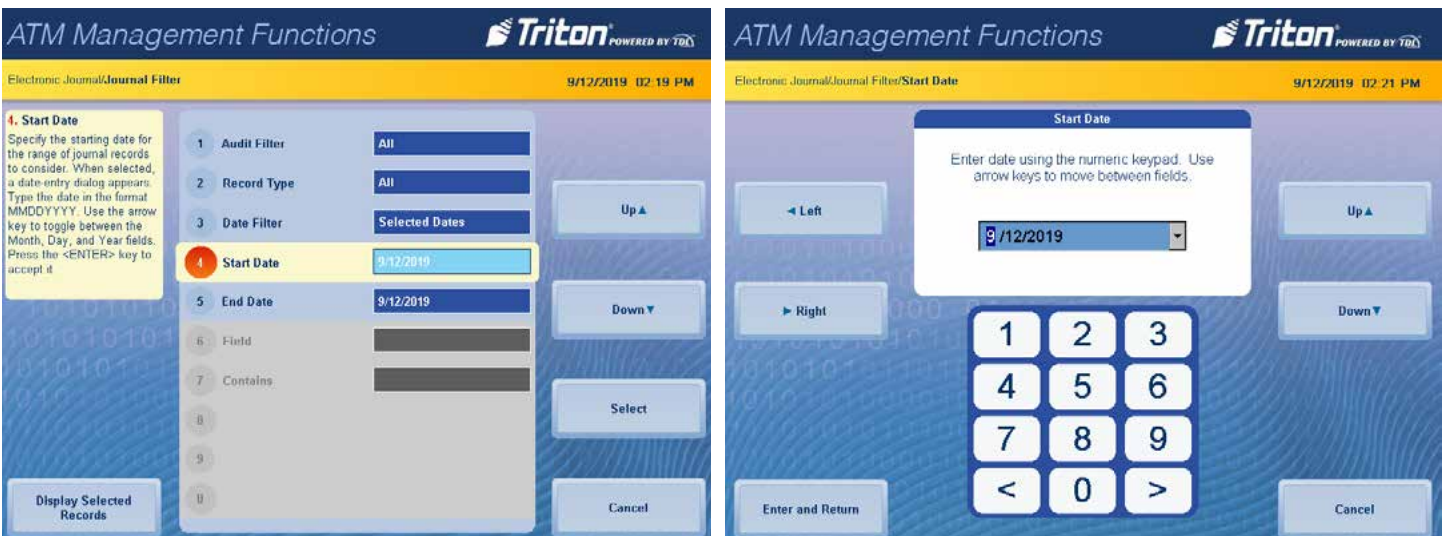 ATM Management Functions
Triton POWERED BY TDL
Electronic Journal/Journal Filter
9/12/2019 02:19 PM
4. Start Date
Specify the starting date for
the range of journal records
to consider. When selected,
a date-entry dialog appears.
Type the date in the format
MMDDYYYY. Use the arrow
key to toggle between the
Month, Day, and Year fields.
Press the <ENTER> key to
accept it
1 Audit Filter All
2 Record Type All
3 Date Filter Selected Dates
4 Start Date 9/12/2019
5 End Date 9/12/2019
6 Field
7 Contains
8
9
0
Up▲
Down▼
Select
Display Selected
Records
Cancel
ATM Management Functions
Triton POWERED BY TDL
Electronic Journal/Journal Filter/Start Date
9/12/2019 02:21 PM
Start Date
Enter date using the numeric keypad. Use
arrow keys to move between fields.
9 /12/2019
◄ Left
► Right
Up▲
Down▼
1 2 3
4 5 6
7 8 9
< 0 >
Enter and Return
Cancel